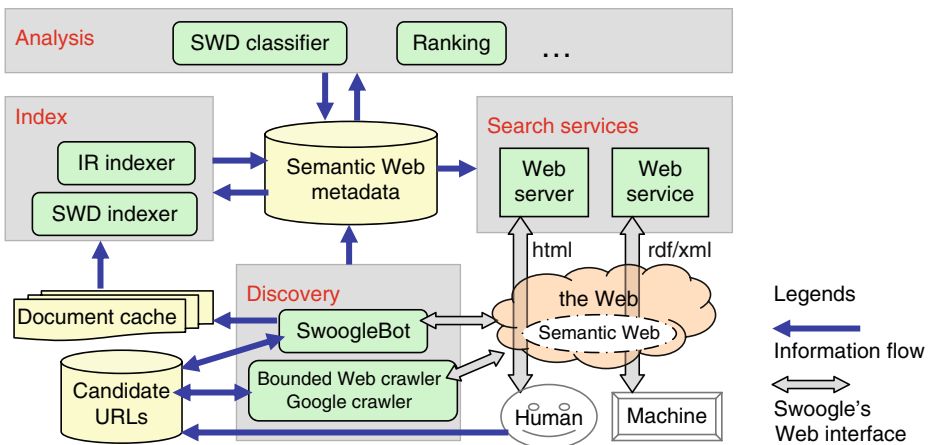 Analysis
SWD classifier
Ranking
...
Index
IR indexer
SWD indexer
Semantic Web
metadata
Search services
Web
server
Web
service
html
rdf/xml
Document cache
Discovery
SwoogleBot
Bounded Web crawler
Google crawler
Candidate
URLs
the Web
Semantic Web
Human
Machine
Legends
Information flow
Swoogle's
Web interface